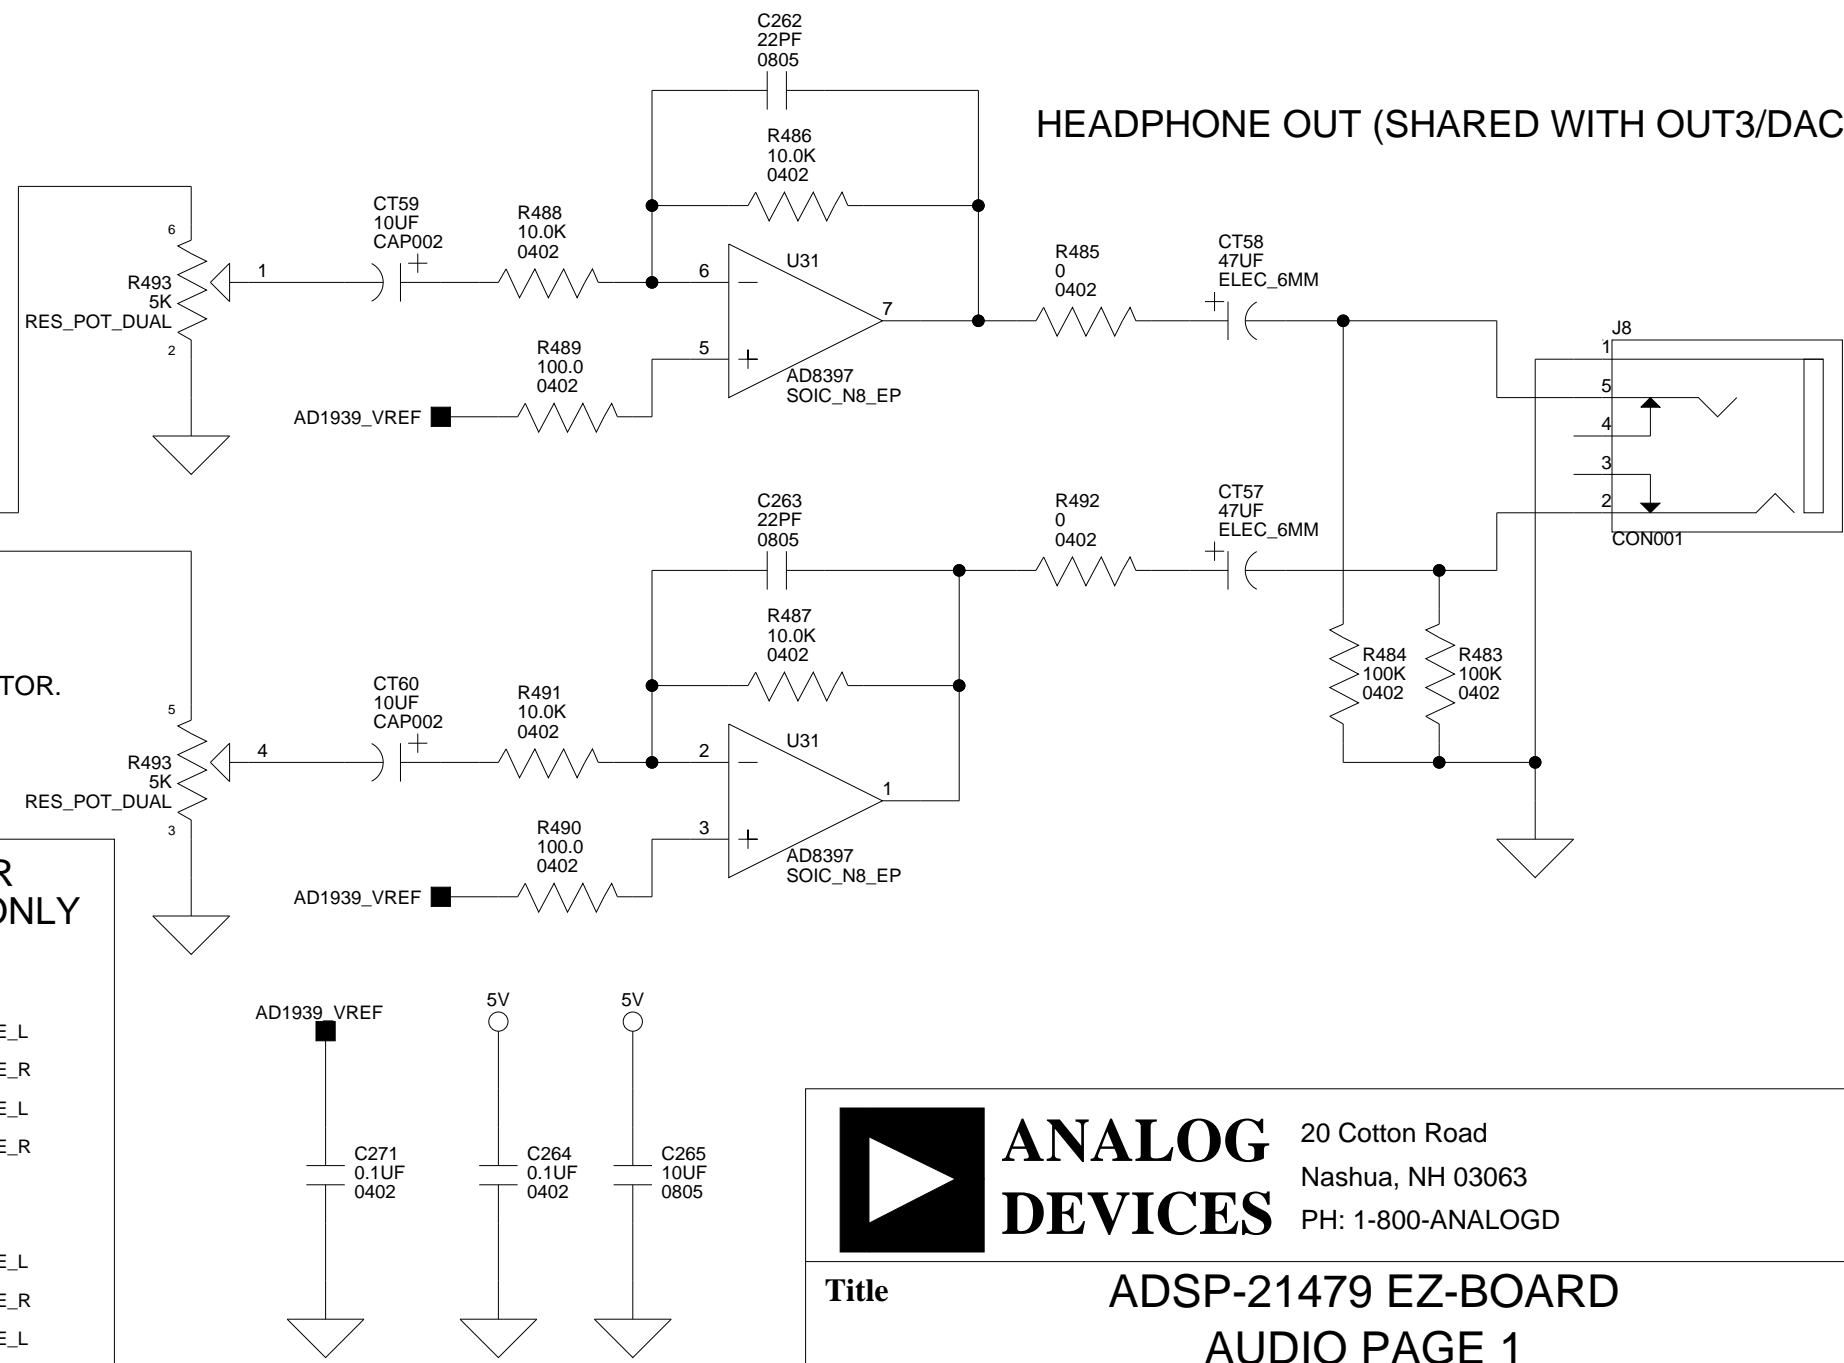 C262
22PF
0805
HEADPHONE OUT (SHARED WITH OUT3/DAC
R486
10.0K
0402
CT59
10UF
CAP002
+
R488
10.0K
0402
6
R493
5K
RES_POT_DUAL
2
1
6
U31
7
5
AD8397
SOIC_N8_EP
R489
100.0
0402
AD1939_VREF
R485
0
0402
CT58
47UF
ELEC_6MM
+
J8
1
5
4
3
2
CON001
C263
22PF
0805
R492
0
0402
CT57
47UF
ELEC_6MM
+
R487
10.0K
0402
R484
100K
0402
R483
100K
0402
TOR.
CT60
10UF
CAP002
+
R491
10.0K
0402
5
R493
5K
RES_POT_DUAL
3
4
2
U31
1
3
AD8397
SOIC_N8_EP
R490
100.0
0402
AD1939_VREF
R
ONLY
E_L
E_R
E_L
E_R
E_L
E_R
E_L
AD1939_VREF
5V
5V
C271
0.1UF
0402
C264
0.1UF
0402
C265
10UF
0805
ANALOG
DEVICES
20 Cotton Road
Nashua, NH 03063
PH: 1-800-ANALOGD
Title
ADSP-21479 EZ-BOARD
AUDIO PAGE 1